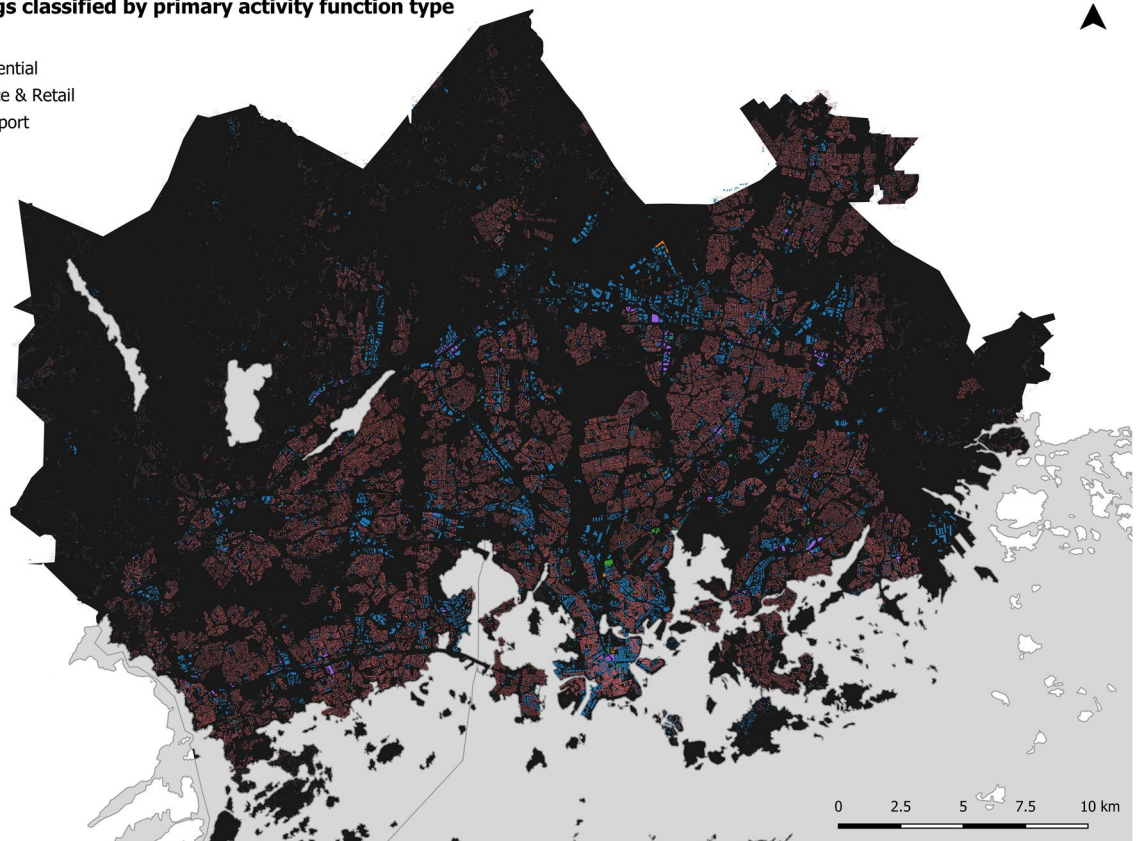 gs classified by primary activity function type
ential
e & Retail
port
0 2.5 5 7.5 10 km